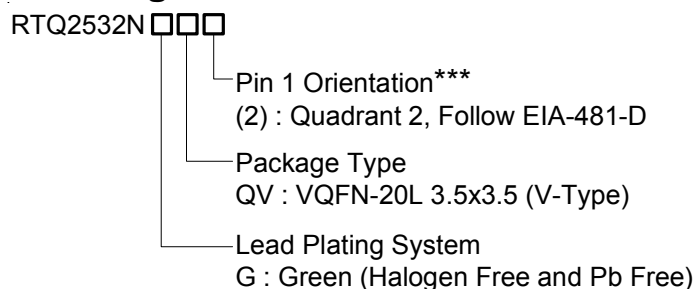 RTQ2532N
Pin 1 Orientation***
(2) : Quadrant 2, Follow EIA-481-D
Package Type
QV : VQFN-20L 3.5x3.5 (V-Type)
Lead Plating System
G : Green (Halogen Free and Pb Free)